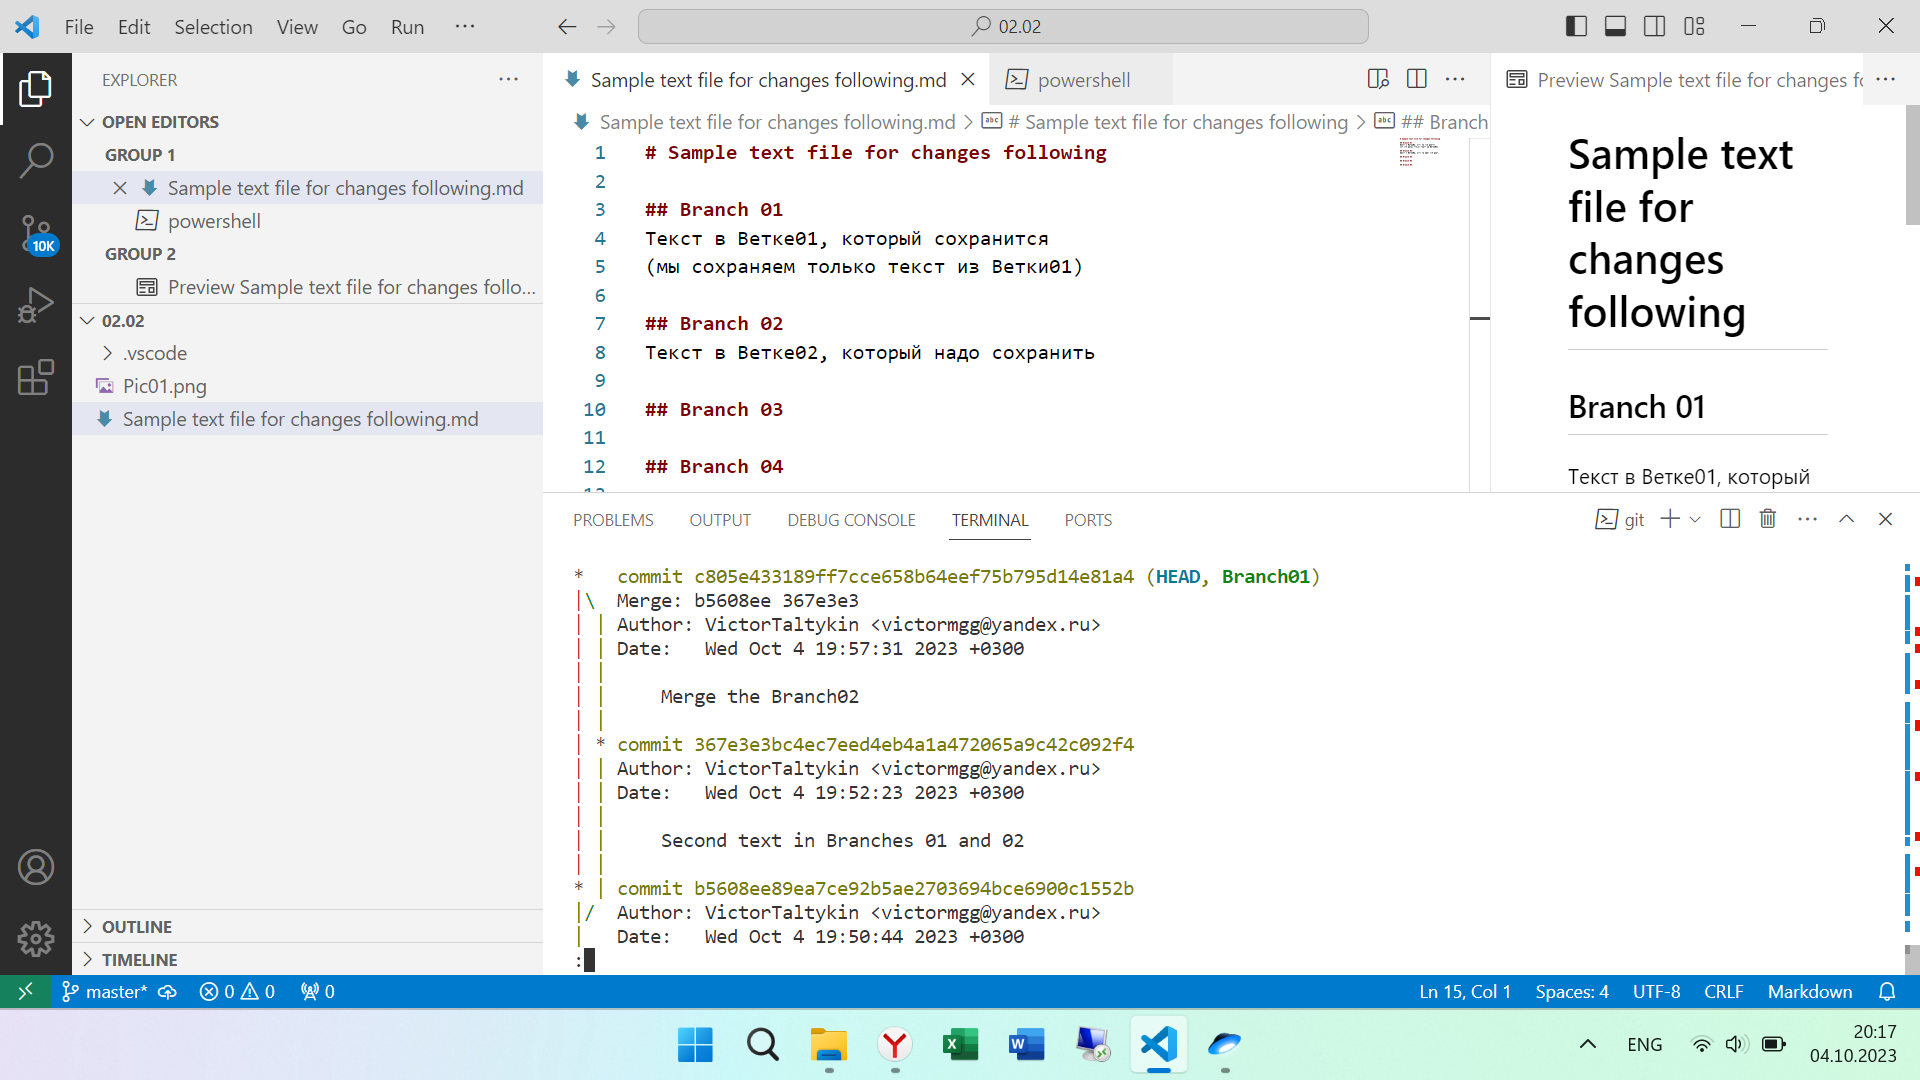 File Edit Selection View Go Run ···
02.02
EXPLORER ···
OPEN EDITORS
GROUP 1
Sample text file for changes following.md
powershell
GROUP 2
Preview Sample text file for changes follo...
02.02
.vscode
Pic01.png
Sample text file for changes following.md
OUTLINE
TIMELINE
Sample text file for changes following.md
powershell
Sample text file for changes following.md > # Sample text file for changes following > ## Branch
1 # Sample text file for changes following
2
3 ## Branch 01
4 Текст в Ветке01, который сохранится
5 (мы сохраняем только текст из Ветки01)
6
7 ## Branch 02
8 Текст в Ветке02, который надо сохранить
9
10 ## Branch 03
11
12 ## Branch 04
Preview Sample text file for changes fo
Sample text
file for
changes
following
Branch 01
Текст в Ветке01, который
PROBLEMS OUTPUT DEBUG CONSOLE TERMINAL PORTS
git
*   commit c805e433189ff7cce658b64eef75b795d14e81a4 (HEAD, Branch01)
|\  Merge: b5608ee 367e3e3
| | Author: VictorTaltykin <victormgg@yandex.ru>
| | Date:   Wed Oct 4 19:57:31 2023 +0300
| |
| |     Merge the Branch02
| |
| * commit 367e3e3bc4ec7eed4eb4a1a472065a9c42c092f4
| | Author: VictorTaltykin <victormgg@yandex.ru>
| | Date:   Wed Oct 4 19:52:23 2023 +0300
| |
| |     Second text in Branches 01 and 02
| |
* | commit b5608ee89ea7ce92b5ae2703694bce6900c1552b
|/  Author: VictorTaltykin <victormgg@yandex.ru>
|   Date:   Wed Oct 4 19:50:44 2023 +0300
:
10K
master* 0 0 0
Ln 15, Col 1 Spaces: 4 UTF-8 CRLF Markdown
ENG
20:17
04.10.2023